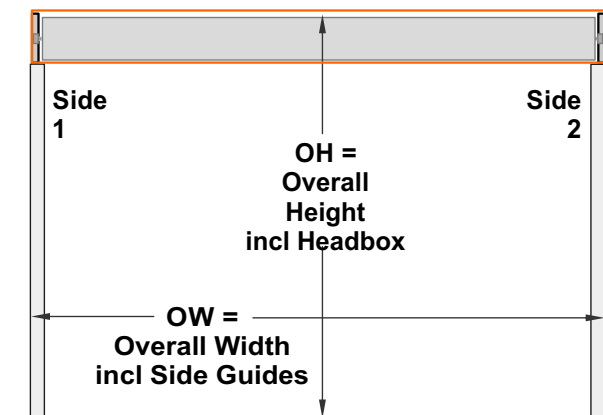 Side
1
Side
2
OH =
Overall
Height
incl Headbox
OW =
Overall Width
incl Side Guides